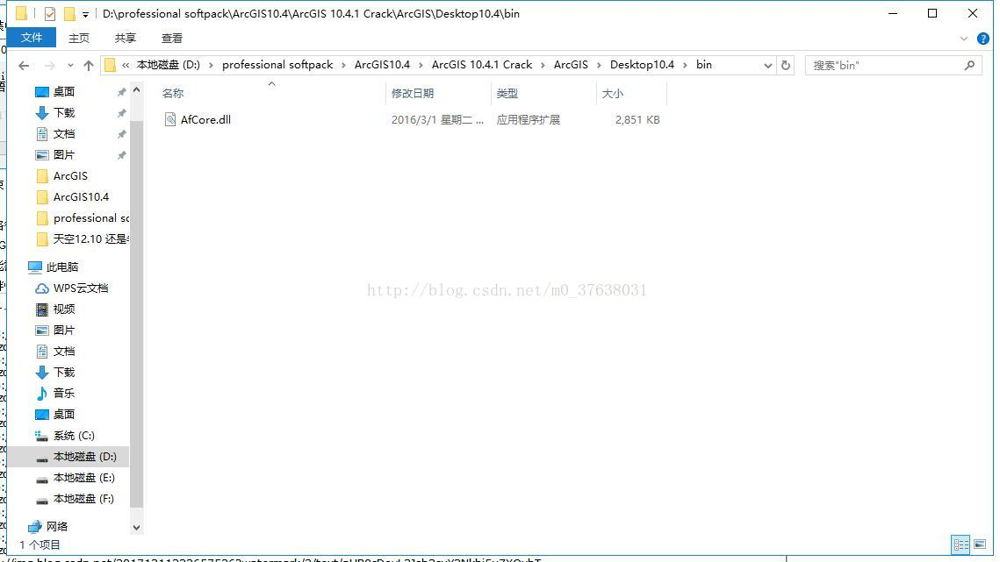 D:\professional softpack\ArcGIS10.4\ArcGIS 10.4.1 Crack\ArcGIS\Desktop10.4\bin
文件 主页 共享 查看
« 本地磁盘 (D:) › professional softpack › ArcGIS10.4 › ArcGIS 10.4.1 Crack › ArcGIS › Desktop10.4 › bin
搜索"bin"
名称 修改日期 类型 大小
AfCore.dll 2016/3/1 星期二 ... 应用程序扩展 2,851 KB
桌面
下载
文档
图片
ArcGIS
ArcGIS10.4
professional
天空12.10 还是
此电脑
WPS云文档
视频
图片
文档
下载
音乐
桌面
系统 (C:)
本地磁盘 (D:)
本地磁盘 (E:)
本地磁盘 (F:)
网络
http://blog.csdn.net/m0_37638031
1 个项目